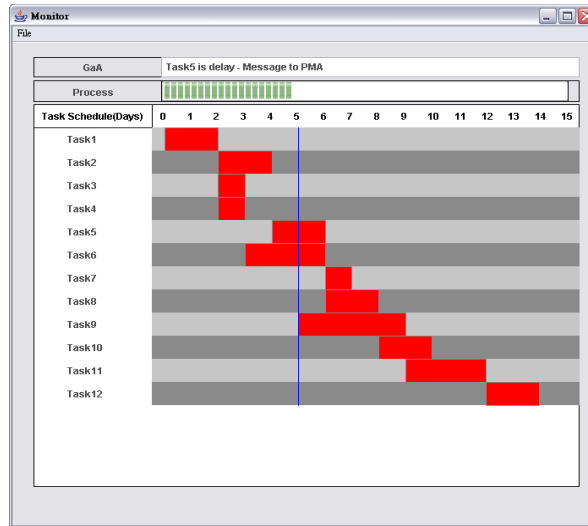 Monitor
File
GaA Task5 is delay - Message to PMA
Process
Task Schedule(Days) 0 1 2 3 4 5 6 7 8 9 10 11 12 13 14 15
Task1
Task2
Task3
Task4
Task5
Task6
Task7
Task8
Task9
Task10
Task11
Task12